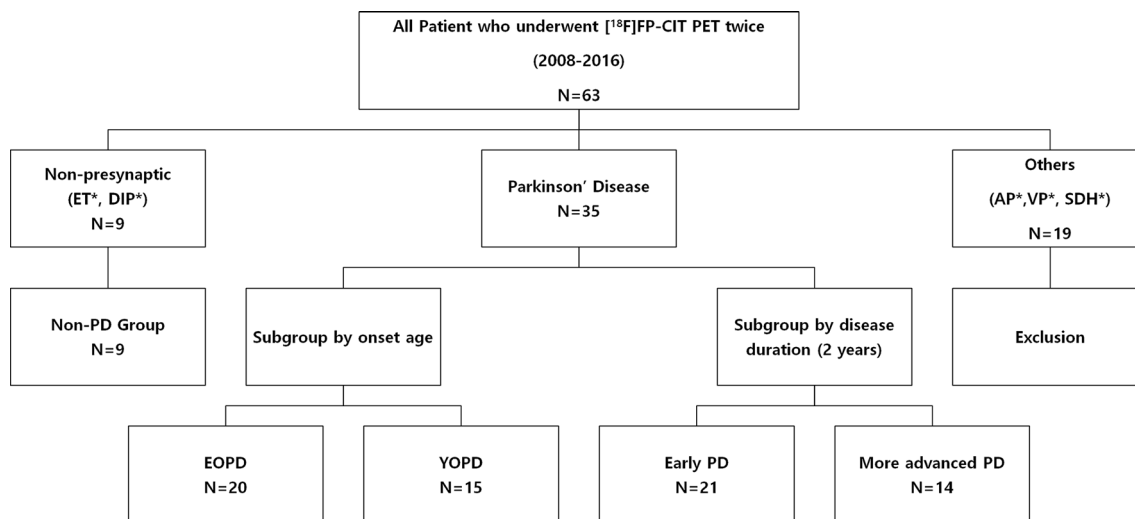 All Patient who underwent [¹⁸F]FP-CIT PET twice
(2008-2016)
N=63
Non-presynaptic
(ET*, DIP*)
N=9
Parkinson’ Disease
N=35
Others
(AP*,VP*, SDH*)
N=19
Non-PD Group
N=9
Subgroup by onset age
Subgroup by disease
duration (2 years)
Exclusion
EOPD
N=20
YOPD
N=15
Early PD
N=21
More advanced PD
N=14